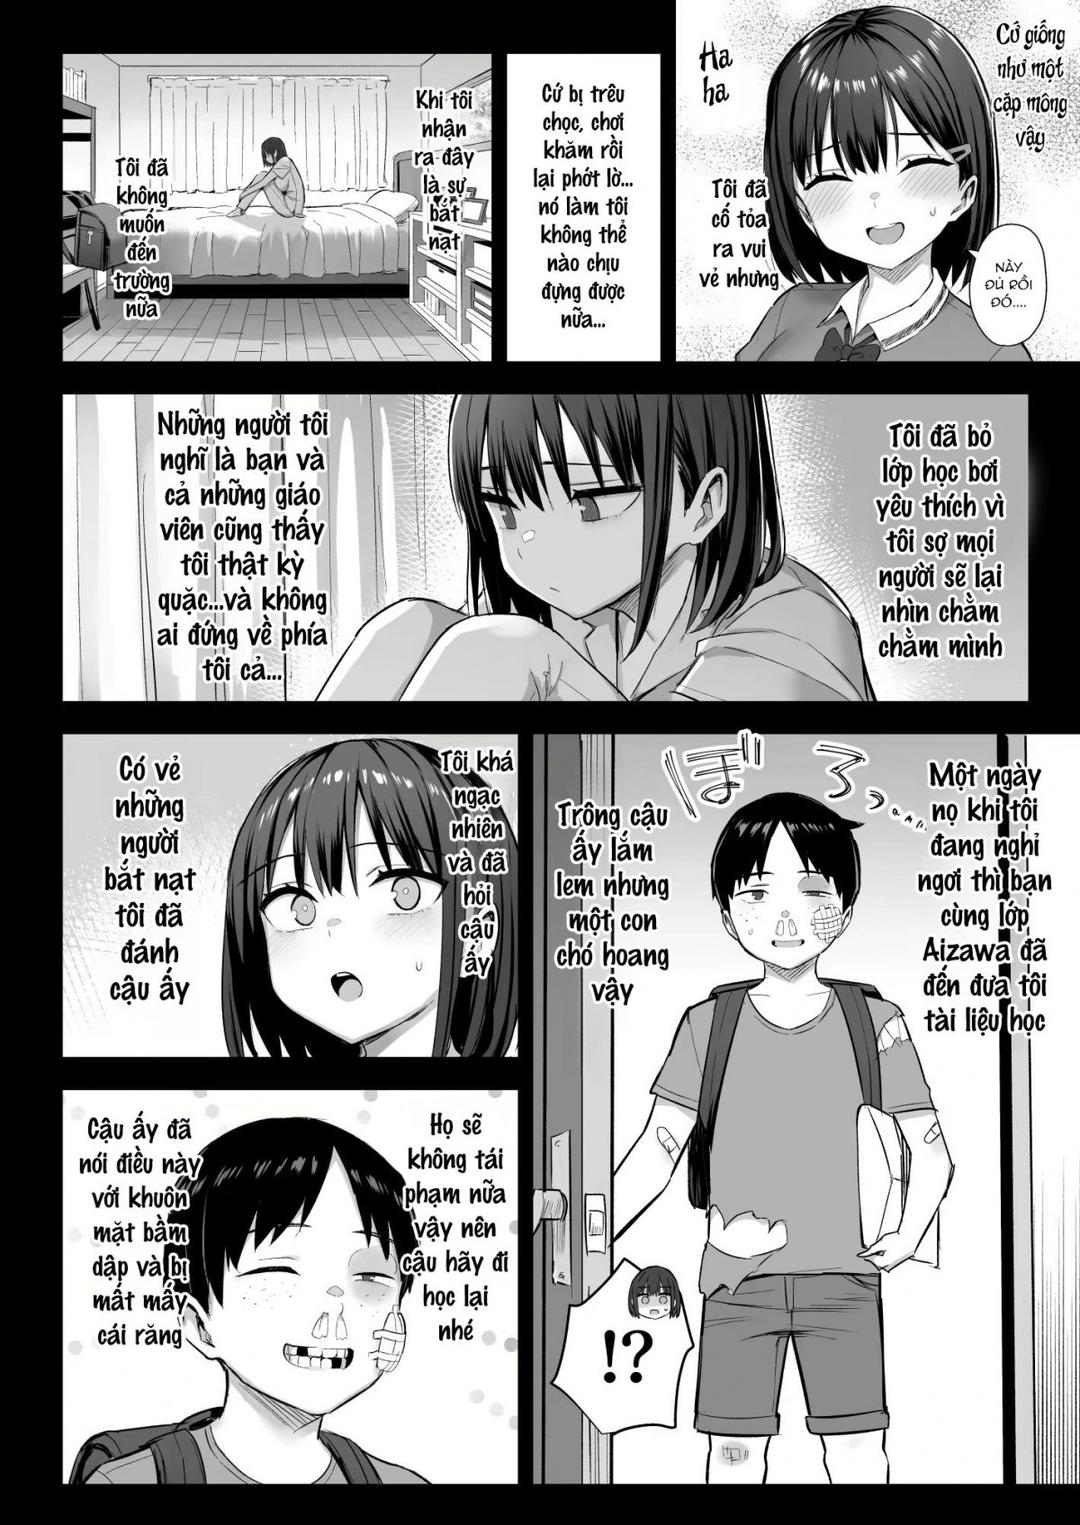 Cứ giống
như một
cặp mông
vậy
Ha
ha
Tôi đã
cố tỏa
ra vui
vẻ nhưng
NÀY
ĐỦ RỒI
ĐÓ....
Cứ bị trêu
chọc, chơi
khăm rồi
lại phớt lờ...
nó làm tôi
không thể
nào chịu
đựng được
nữa...
Khi tôi
nhận
ra đây
là sự
bắt
nạt
Tôi đã
không
muốn
đến
trường
nữa
Tôi đã bỏ
lớp học bơi
yêu thích vì
tôi sợ mọi
người sẽ lại
nhìn chằm
chằm mình
Những người tôi
nghĩ là bạn và
cả những giáo
viên cũng thấy
tôi thật kỳ
quặc...và không
ai đứng về phía
tôi cả...
Một ngày
nọ khi tôi
đang nghỉ
ngơi thì bạn
cùng lớp
Aizawa đã
đến đưa tôi
tài liệu học
ぼろっ
Trông cậu
ấy lắm
lem nhưng
một con
chó hoang
vậy
!?
Tôi khá
ngạc
nhiên
và đã
hỏi
cậu
ấy
Có vẻ
những
người
bắt nạt
tôi đã
đánh
cậu ấy
Họ sẽ
không tái
phạm nữa
vậy nên
cậu hãy đi
học lại
nhé
Cậu ấy đã
nói điều này
với khuôn
mặt bầm
dập và bị
mất mấy
cái răng